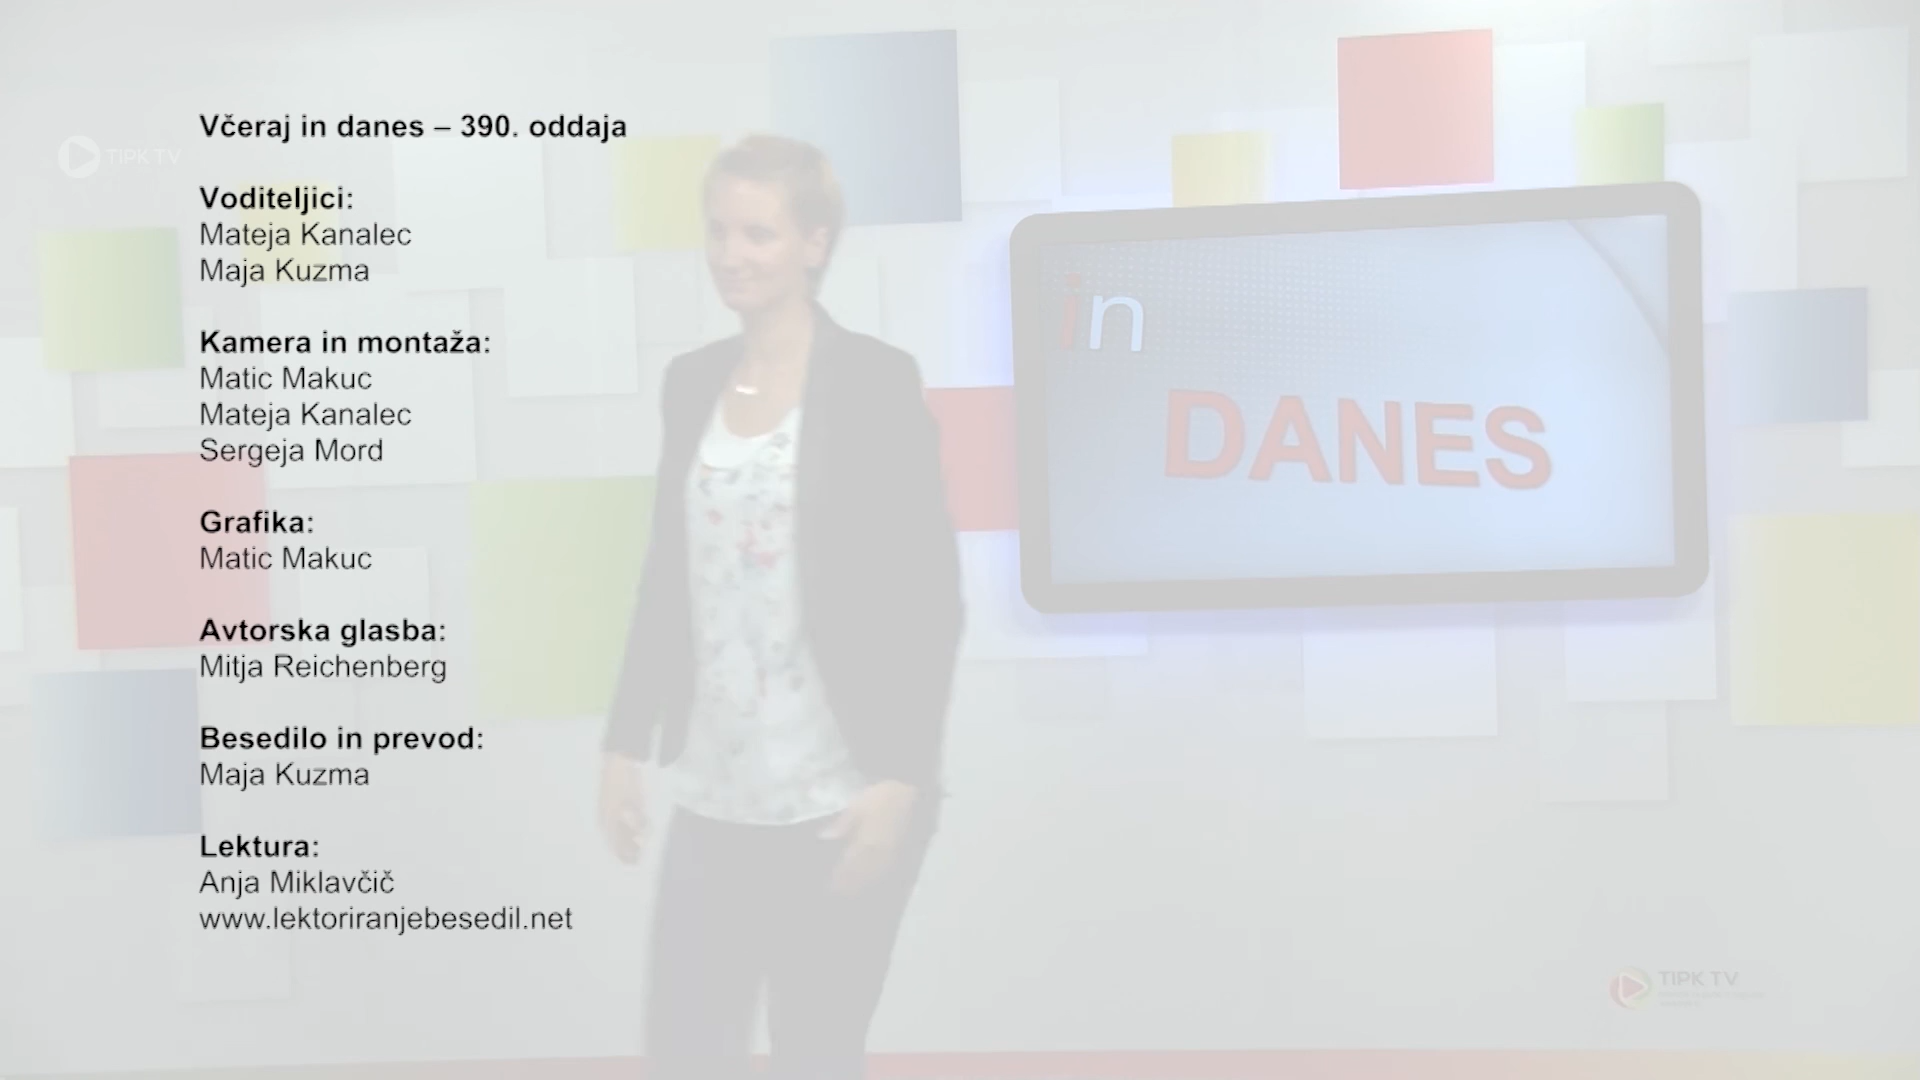 Včeraj in danes – 390. oddaja
TIPK TV
Voditeljici:
Mateja Kanalec
Maja Kuzma
Kamera in montaža:
Matic Makuc
Mateja Kanalec
Sergeja Mord
Grafika:
Matic Makuc
Avtorska glasba:
Mitja Reichenberg
Besedilo in prevod:
Maja Kuzma
Lektura:
Anja Miklavčič
www.lektoriranjebesedil.net
in
DANES
TIPK TV